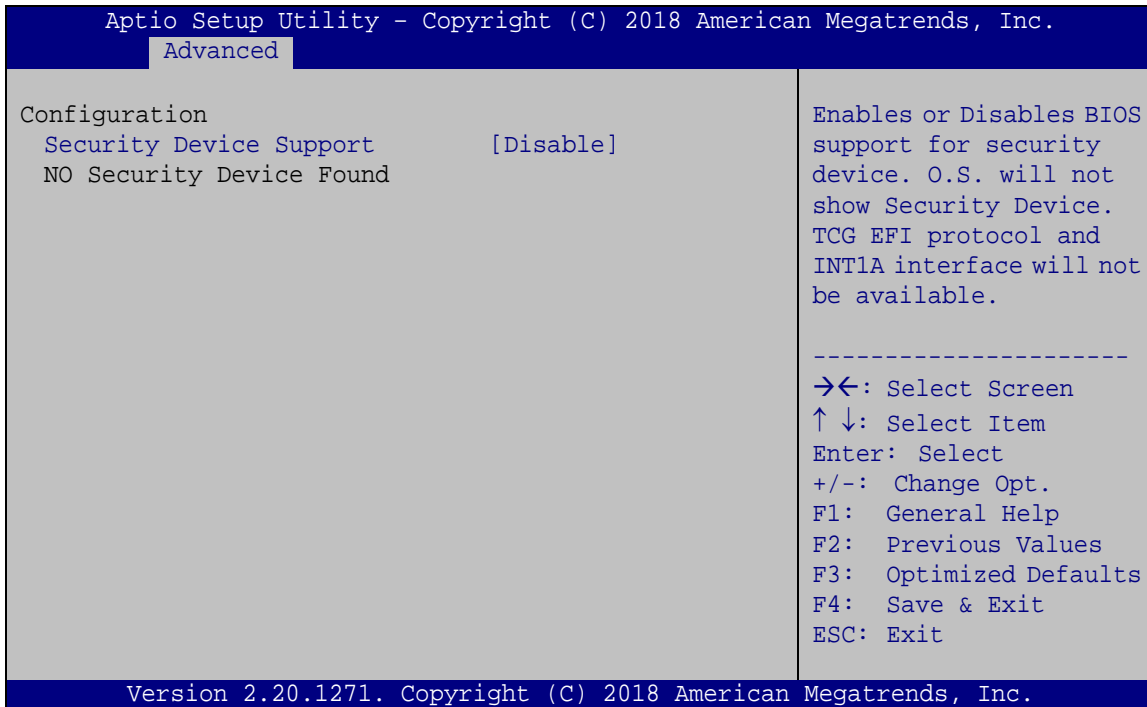 Aptio Setup Utility – Copyright (C) 2018 American Megatrends, Inc.
Advanced
Configuration
Security Device Support [Disable]
NO Security Device Found
Enables or Disables BIOS
support for security
device. O.S. will not
show Security Device.
TCG EFI protocol and
INT1A interface will not
be available.
----------------------
→←: Select Screen
↑ ↓: Select Item
Enter: Select
+/-: Change Opt.
F1: General Help
F2: Previous Values
F3: Optimized Defaults
F4: Save & Exit
ESC: Exit
Version 2.20.1271. Copyright (C) 2018 American Megatrends, Inc.